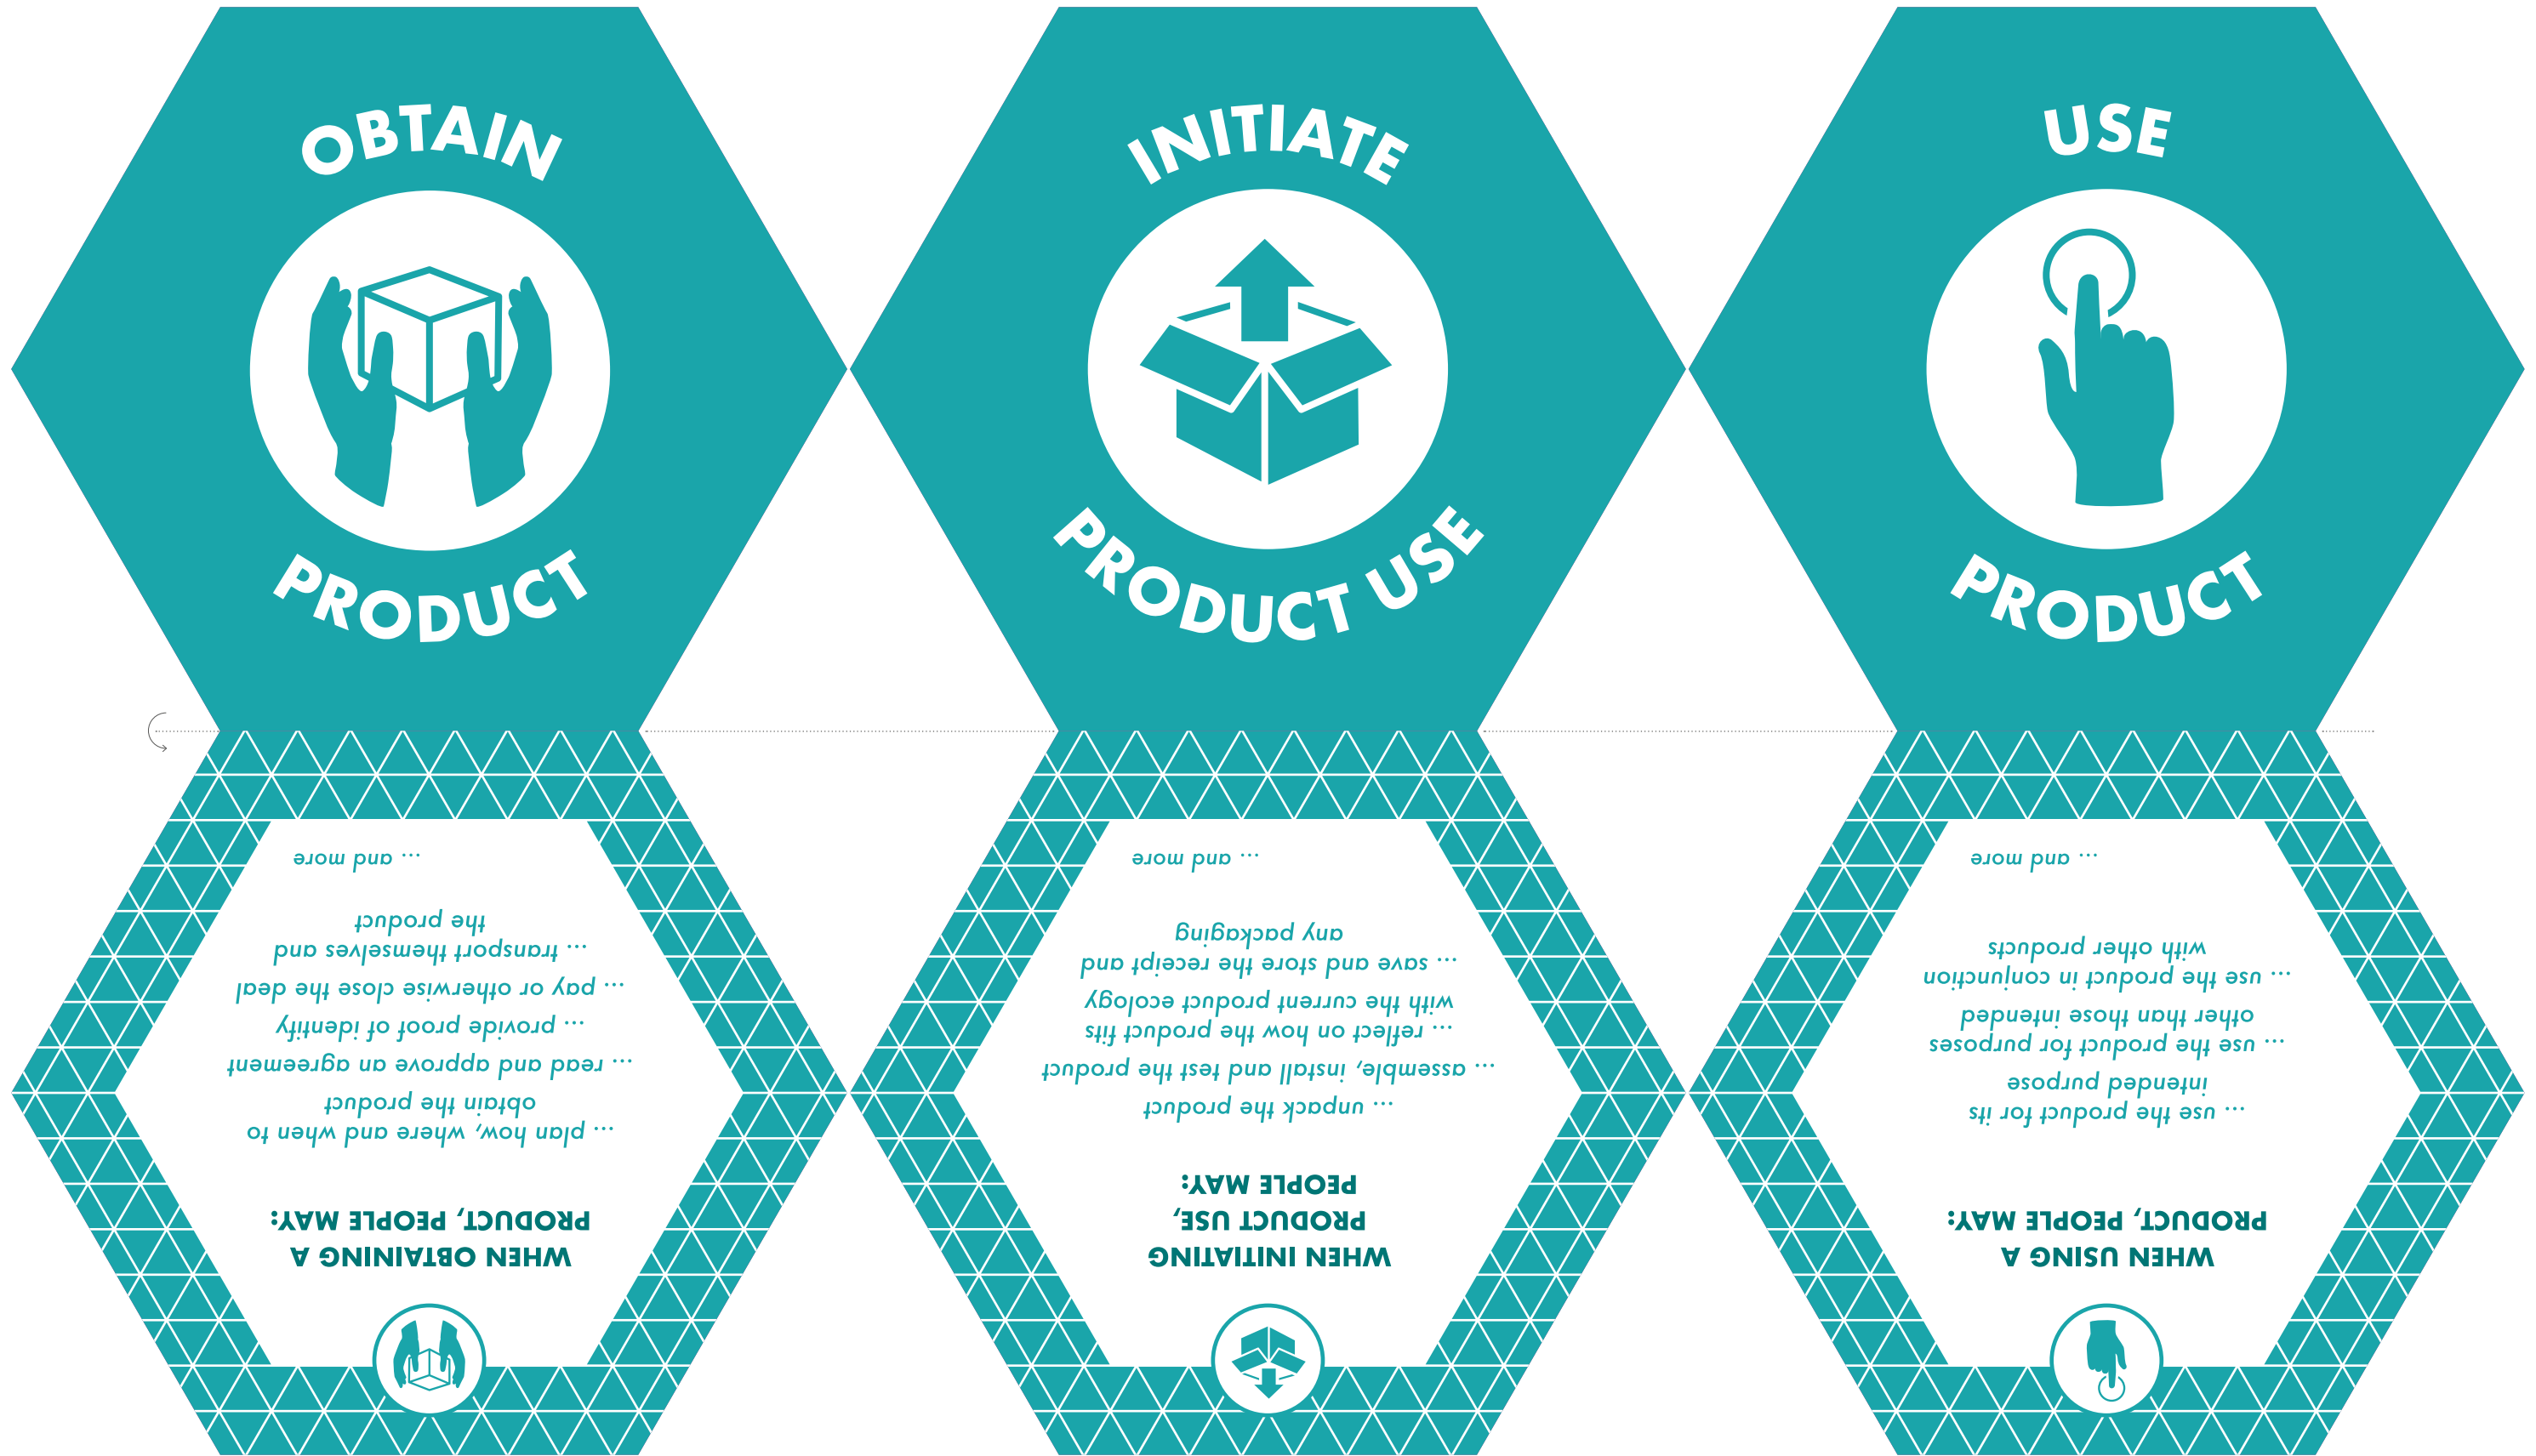 OBTAIN
PRODUCT
INITIATE
PRODUCT USE
USE
PRODUCT
WHEN OBTAINING A
PRODUCT, PEOPLE MAY:
... plan how, where and when to
obtain the product
... read and approve an agreement
... provide proof of identify
... pay or otherwise close the deal
... transport themselves and
the product
... and more
WHEN INITIATING
PRODUCT USE,
PEOPLE MAY:
... unpack the product
... assemble, install and test the product
... reflect on how the product fits
with the current product ecology
... save and store the receipt and
any packaging
... and more
WHEN USING A
PRODUCT, PEOPLE MAY:
... use the product for its
intended purpose
... use the product for purposes
other than those intended
... use the product in conjunction
with other products
... and more